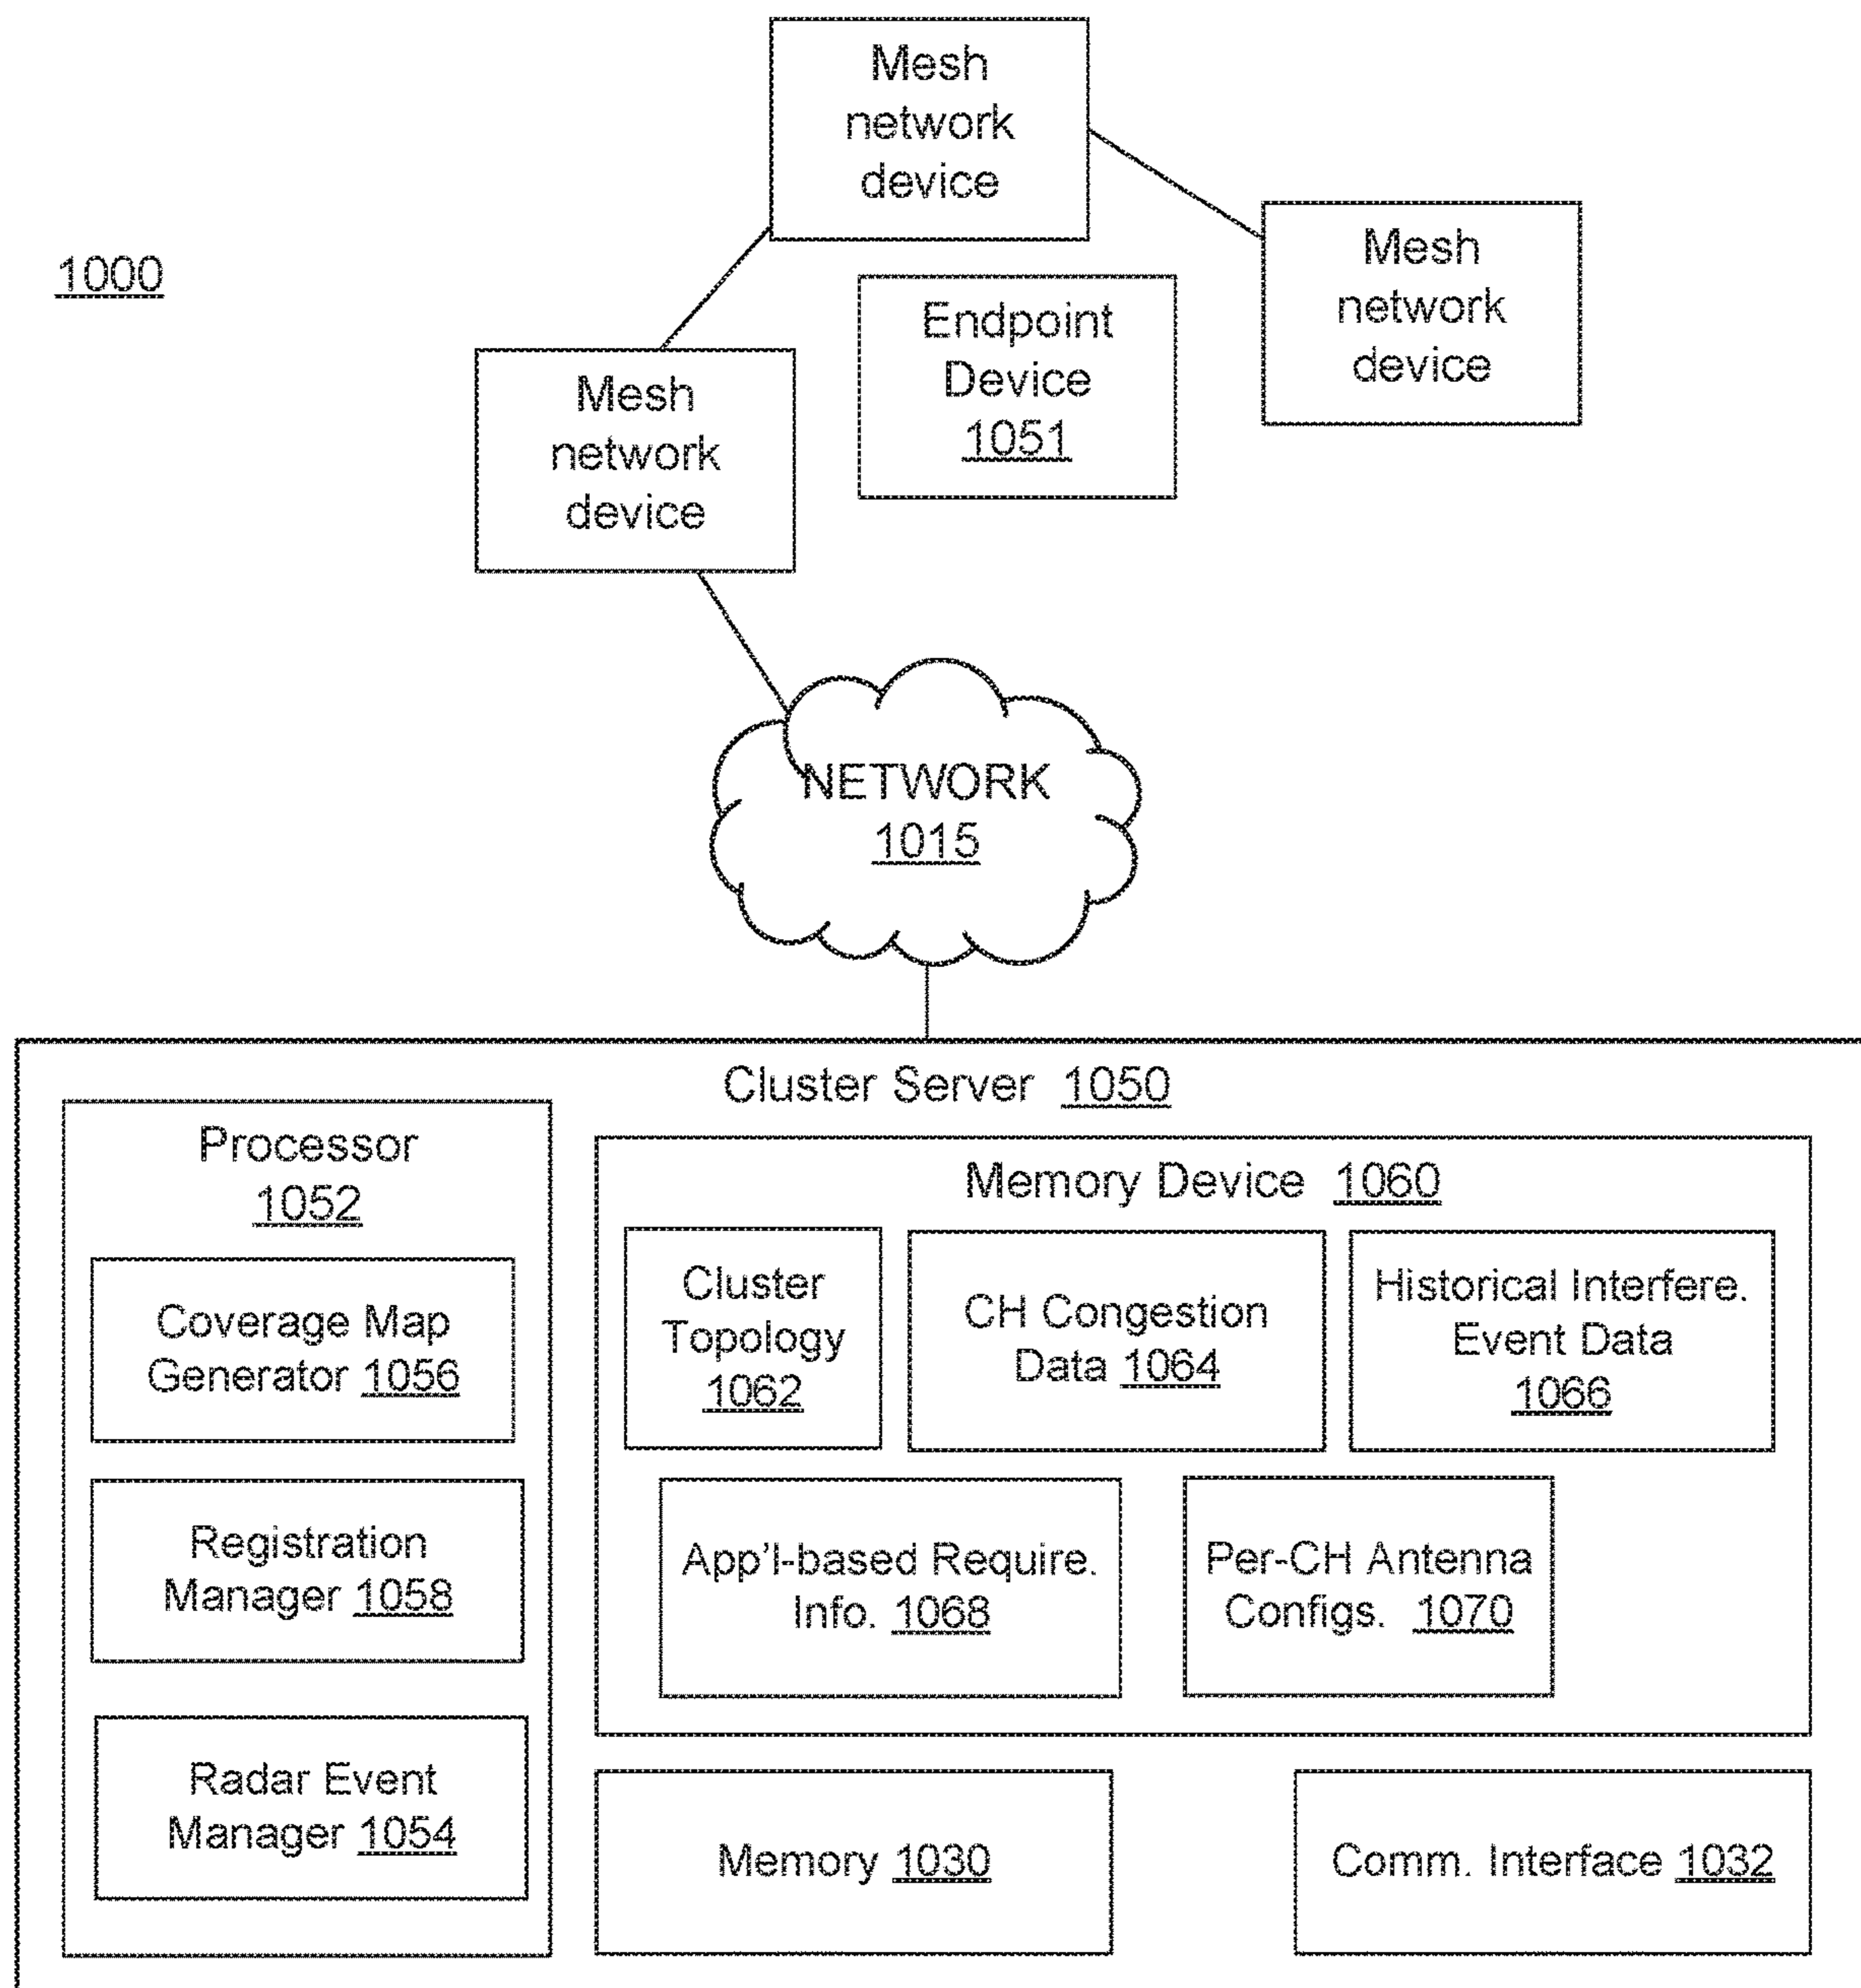 Mesh
network
device
1000
Mesh
network
device
Endpoint
Device
1051
Mesh
network
device
NETWORK
1015
Cluster Server 1050
Processor
1052
Coverage Map
Generator 1056
Registration
Manager 1058
Radar Event
Manager 1054
Memory Device 1060
Cluster
Topology
1062
CH Congestion
Data 1064
Historical Interfere.
Event Data
1066
App'l-based Require.
Info. 1068
Per-CH Antenna
Configs. 1070
Memory 1030
Comm. Interface 1032